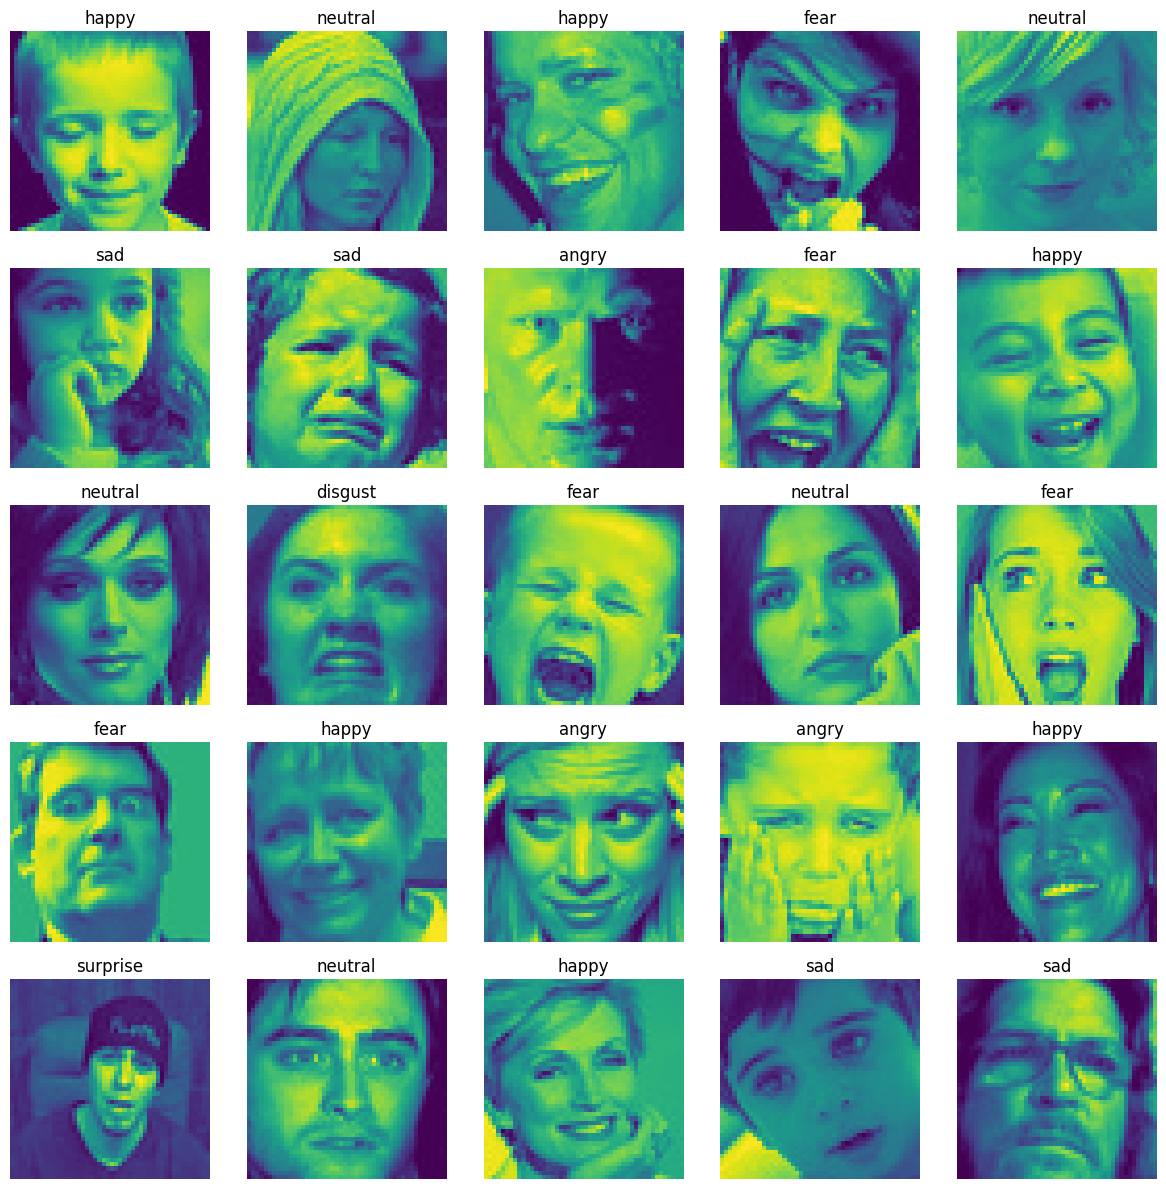 happy neutral happy fear neutral
sad sad angry fear happy
neutral disgust fear neutral fear
fear happy angry angry happy
surprise neutral happy sad sad